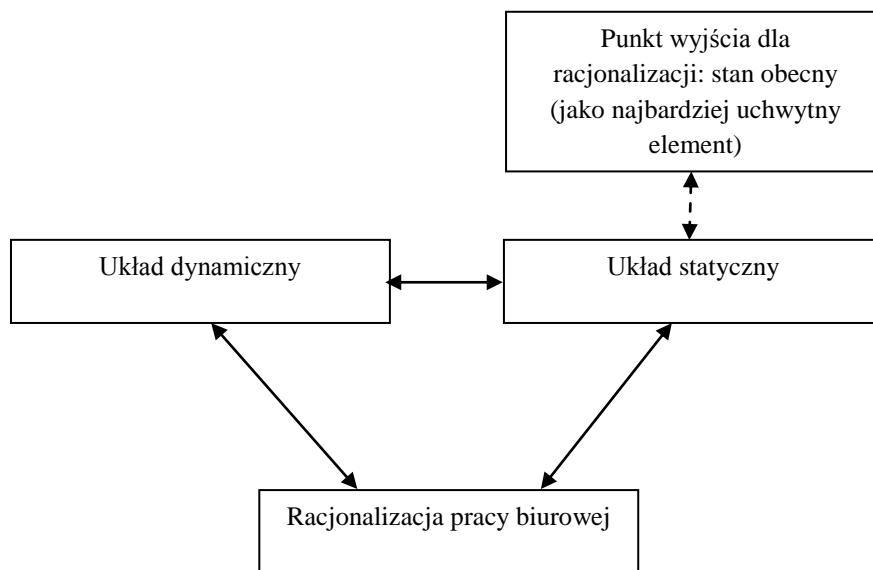 Punkt wyjścia dla
racjonalizacji: stan obecny
(jako najbardziej uchwytny
element)
Układ dynamiczny
Układ statyczny
Racjonalizacja pracy biurowej